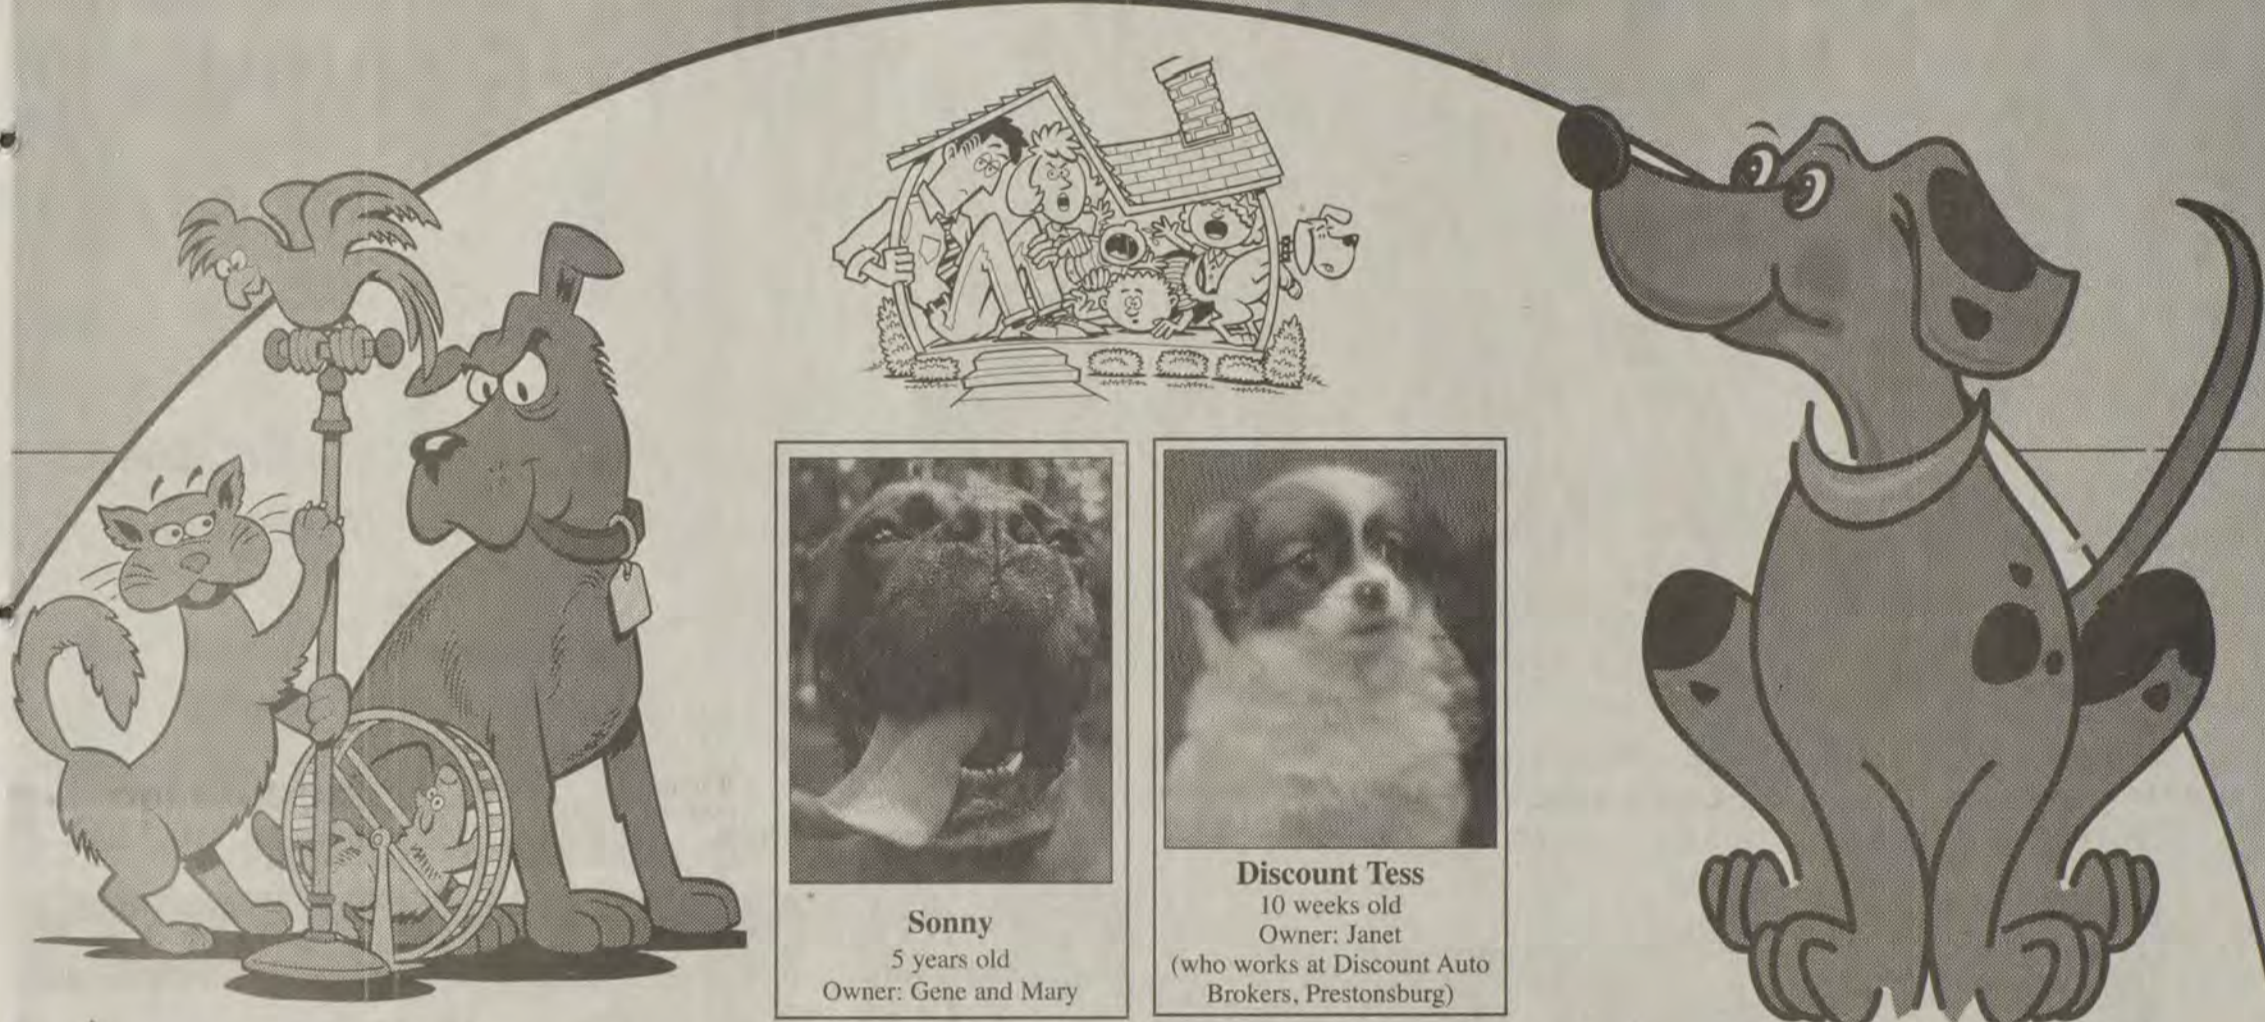 Sonny
5 years old
Owner: Gene and Mary
Discount Tess
10 weeks old
Owner: Janet
(who works at Discount Auto
Brokers, Prestonsburg)